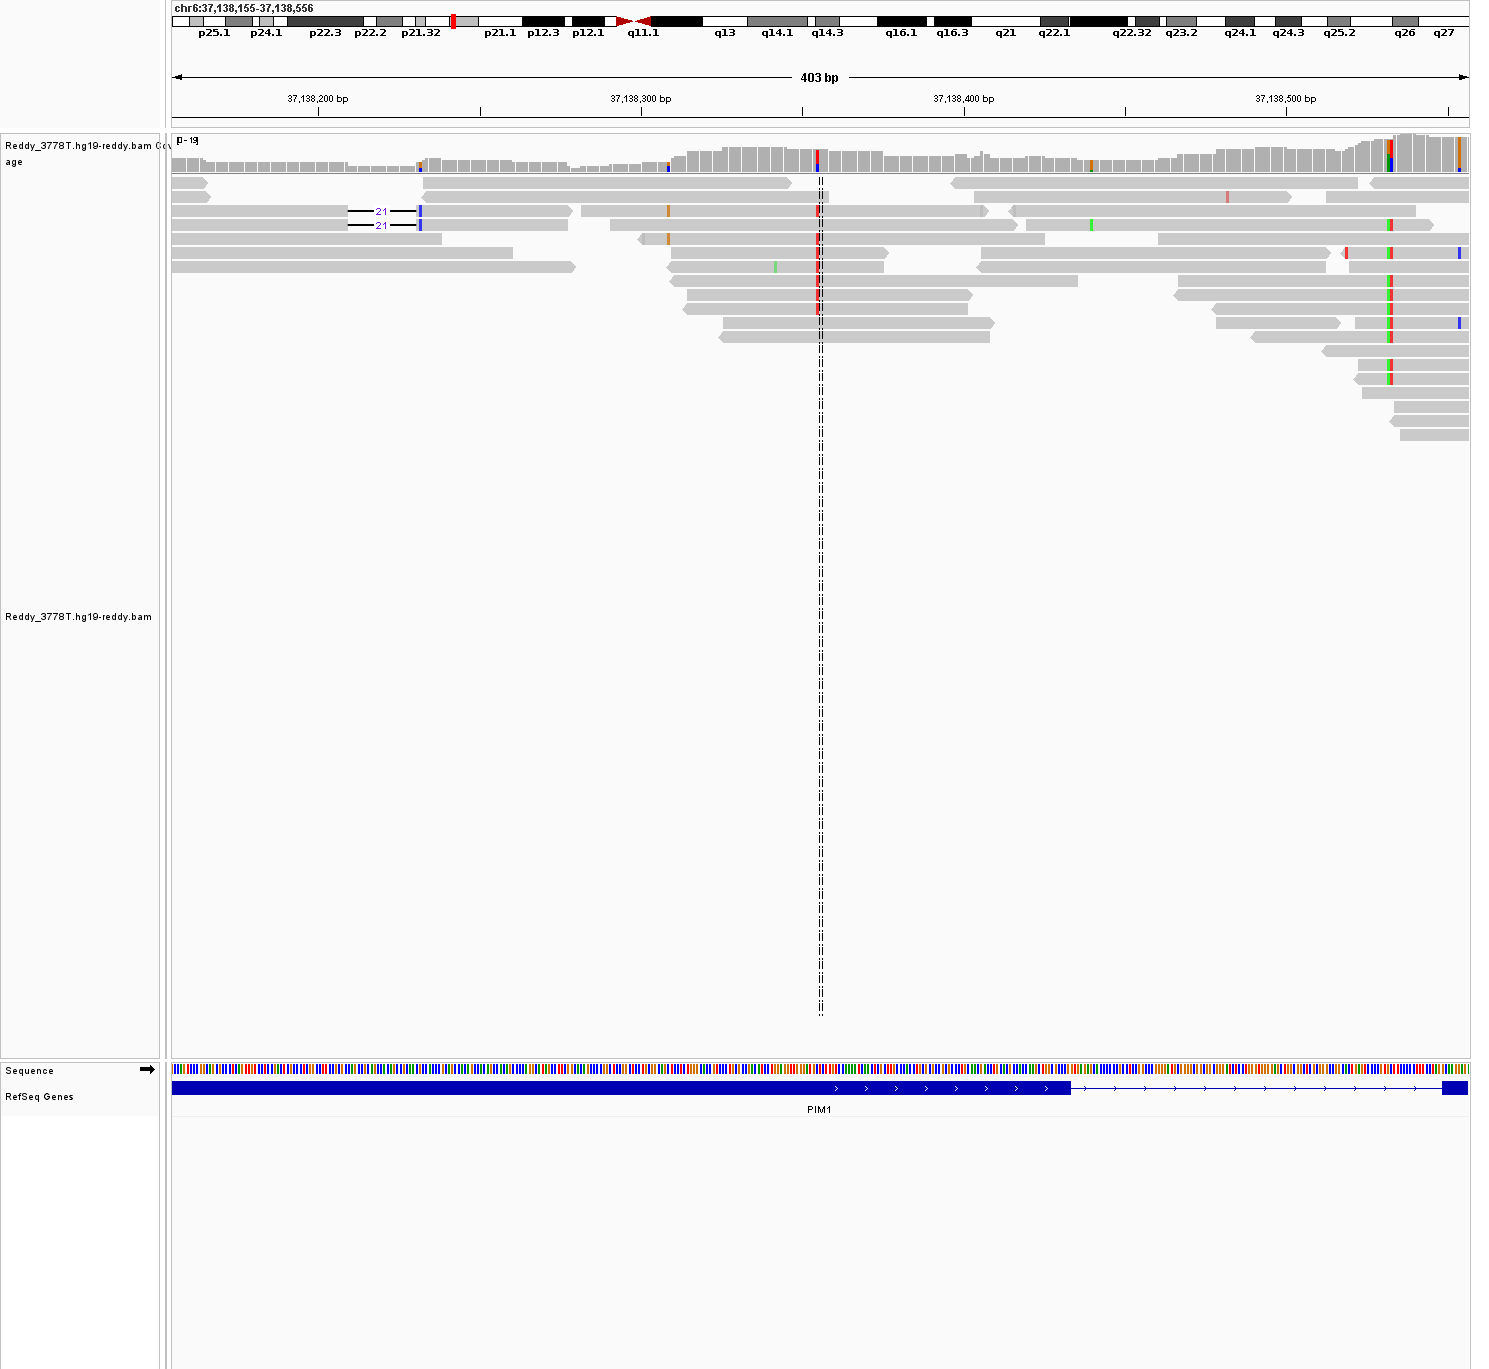 chr6:37,138,155-37,138,556
p25.1 p24.1 p22.3 p22.2 p21.32 p21.1 p12.3 p12.1 q11.1 q13 q14.1 q14.3 q16.1 q16.3 q21 q22.1 q22.32 q23.2 q24.1 q24.3 q25.2 q26 q27
403 bp
37,138,200 bp 37,138,300 bp 37,138,400 bp 37,138,500 bp
Reddy_3778T.hg19-reddy.bam Cov
age
[0 - 19]
21
21
Reddy_3778T.hg19-reddy.bam
Sequence
RefSeq Genes
PIM1